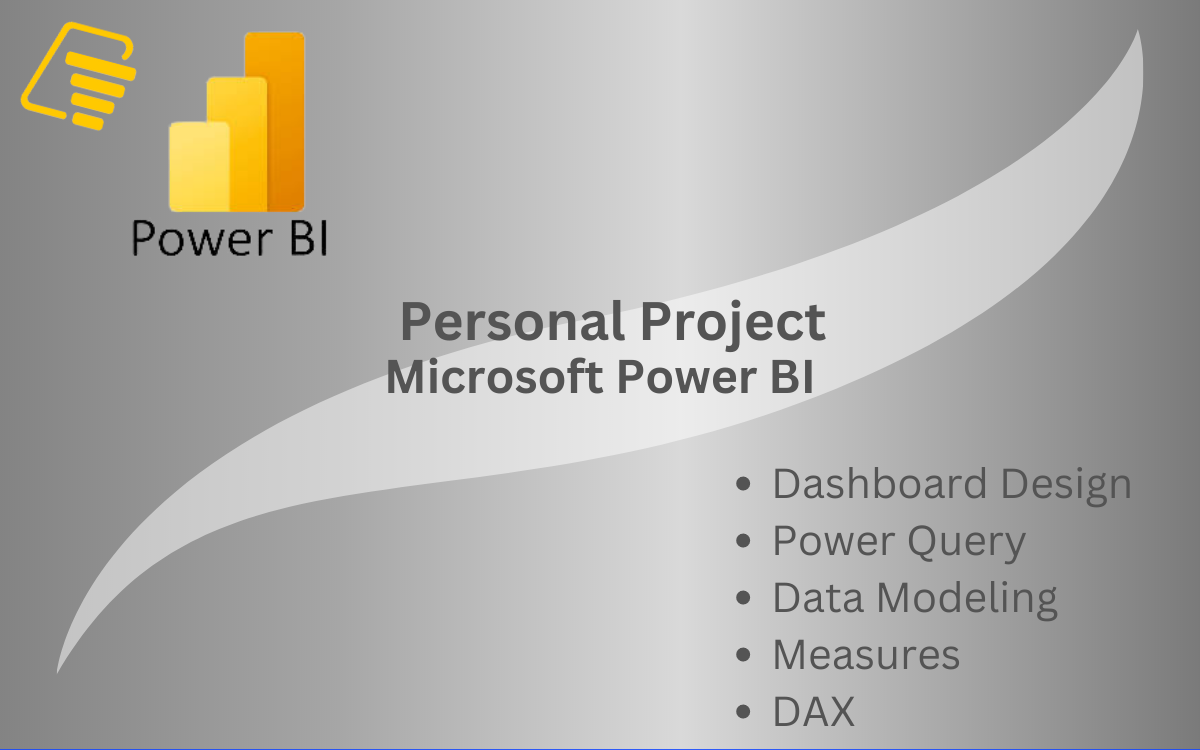 Power BI
Personal Project
Microsoft Power BI
• Dashboard Design
• Power Query
• Data Modeling
• Measures
• DAX